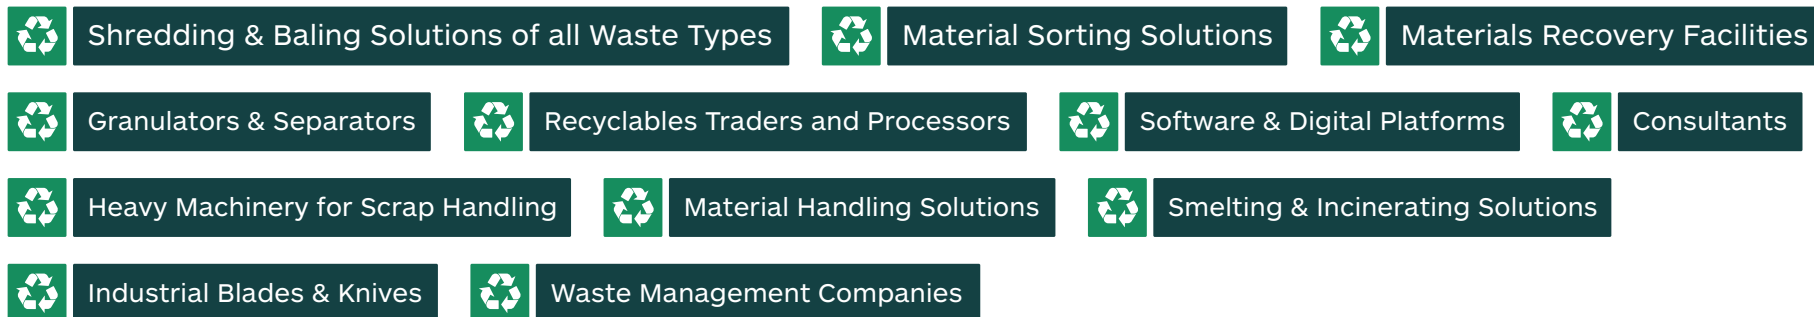 Shredding & Baling Solutions of all Waste Types
Material Sorting Solutions
Materials Recovery Facilities
Granulators & Separators
Recyclables Traders and Processors
Software & Digital Platforms
Consultants
Heavy Machinery for Scrap Handling
Material Handling Solutions
Smelting & Incinerating Solutions
Industrial Blades & Knives
Waste Management Companies